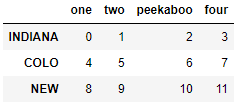 one two peekaboo four
INDIANA 0 1 2 3
COLO 4 5 6 7
NEW 8 9 10 11